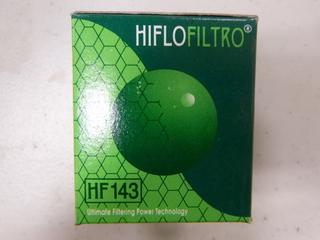 HIFLOFILTRO®
HF143
Ultimate Filtering Power Technology